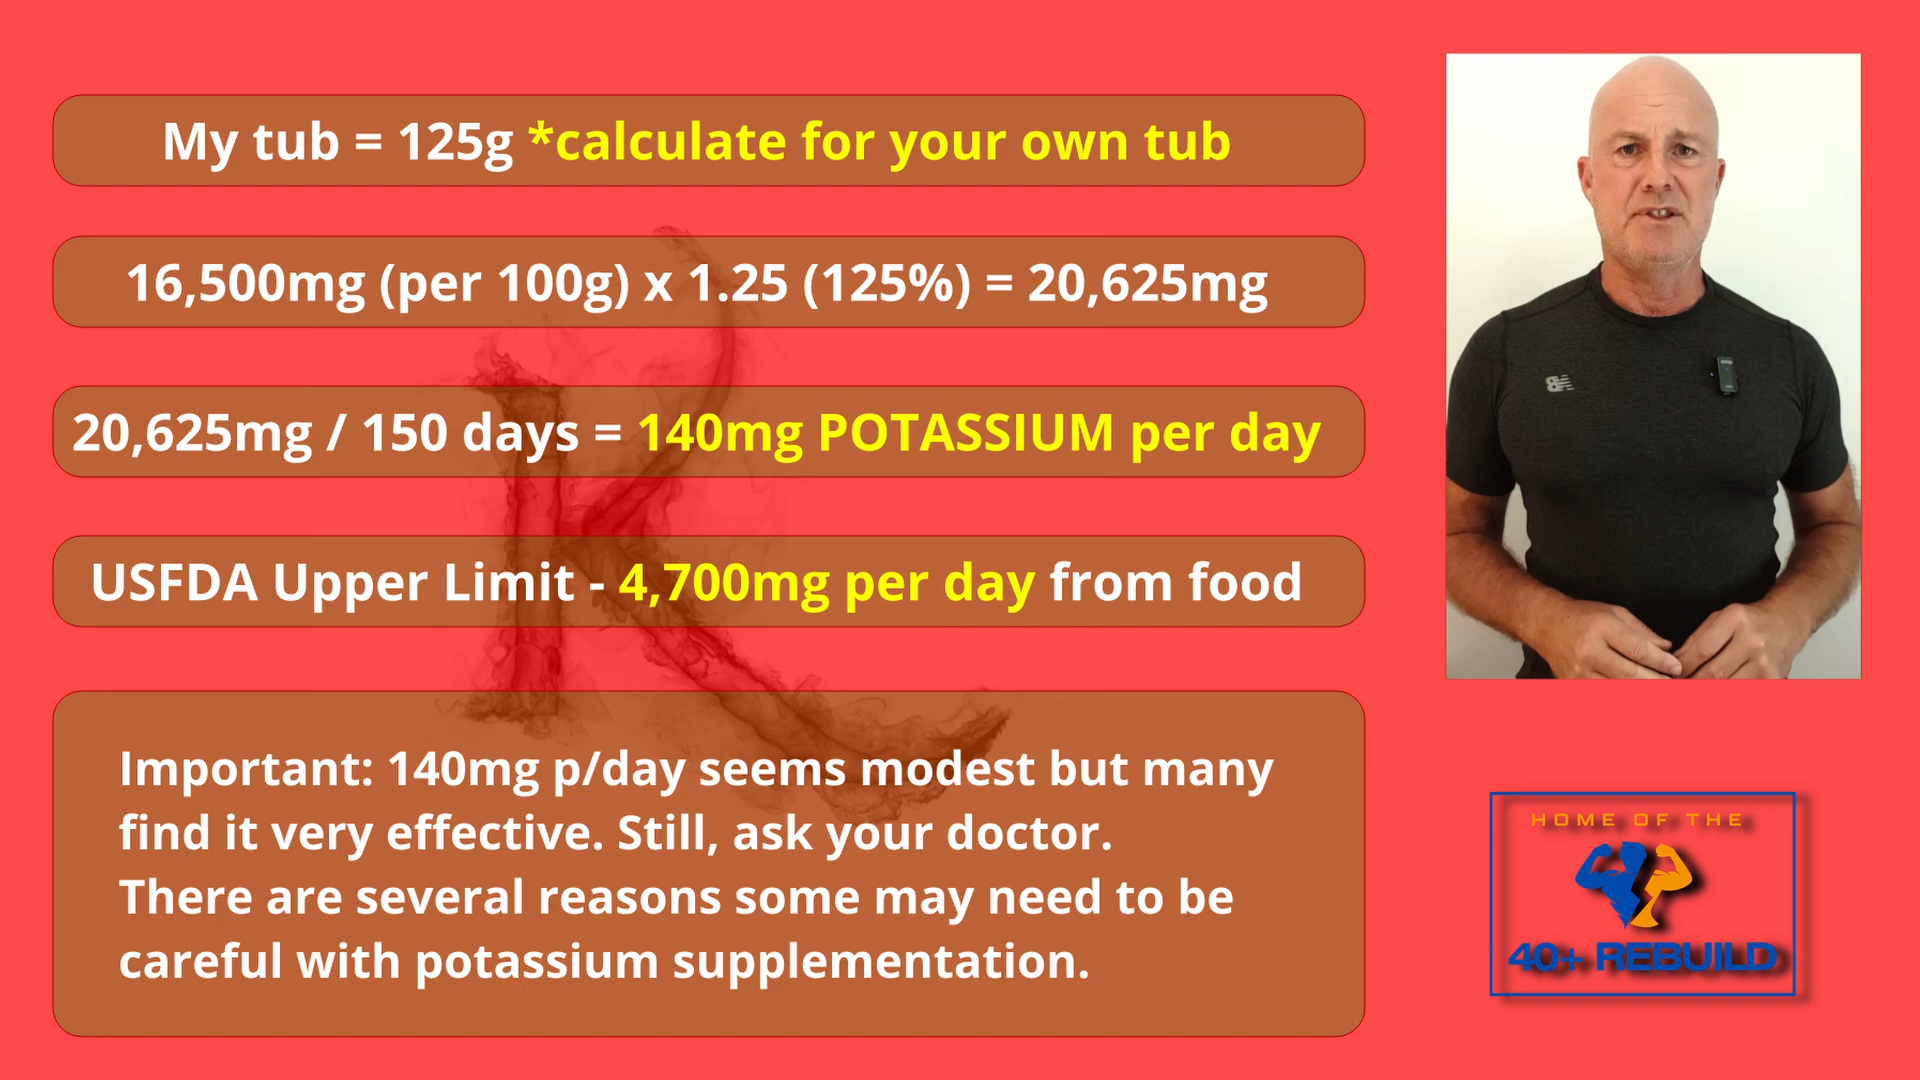 My tub = 125g *calculate for your own tub
16,500mg (per 100g) x 1.25 (125%) = 20,625mg
20,625mg / 150 days = 140mg POTASSIUM per day
USFDA Upper Limit - 4,700mg per day from food
Important: 140mg p/day seems modest but many
find it very effective. Still, ask your doctor.
There are several reasons some may need to be
careful with potassium supplementation.
HOME OF THE
40+ REBUILD